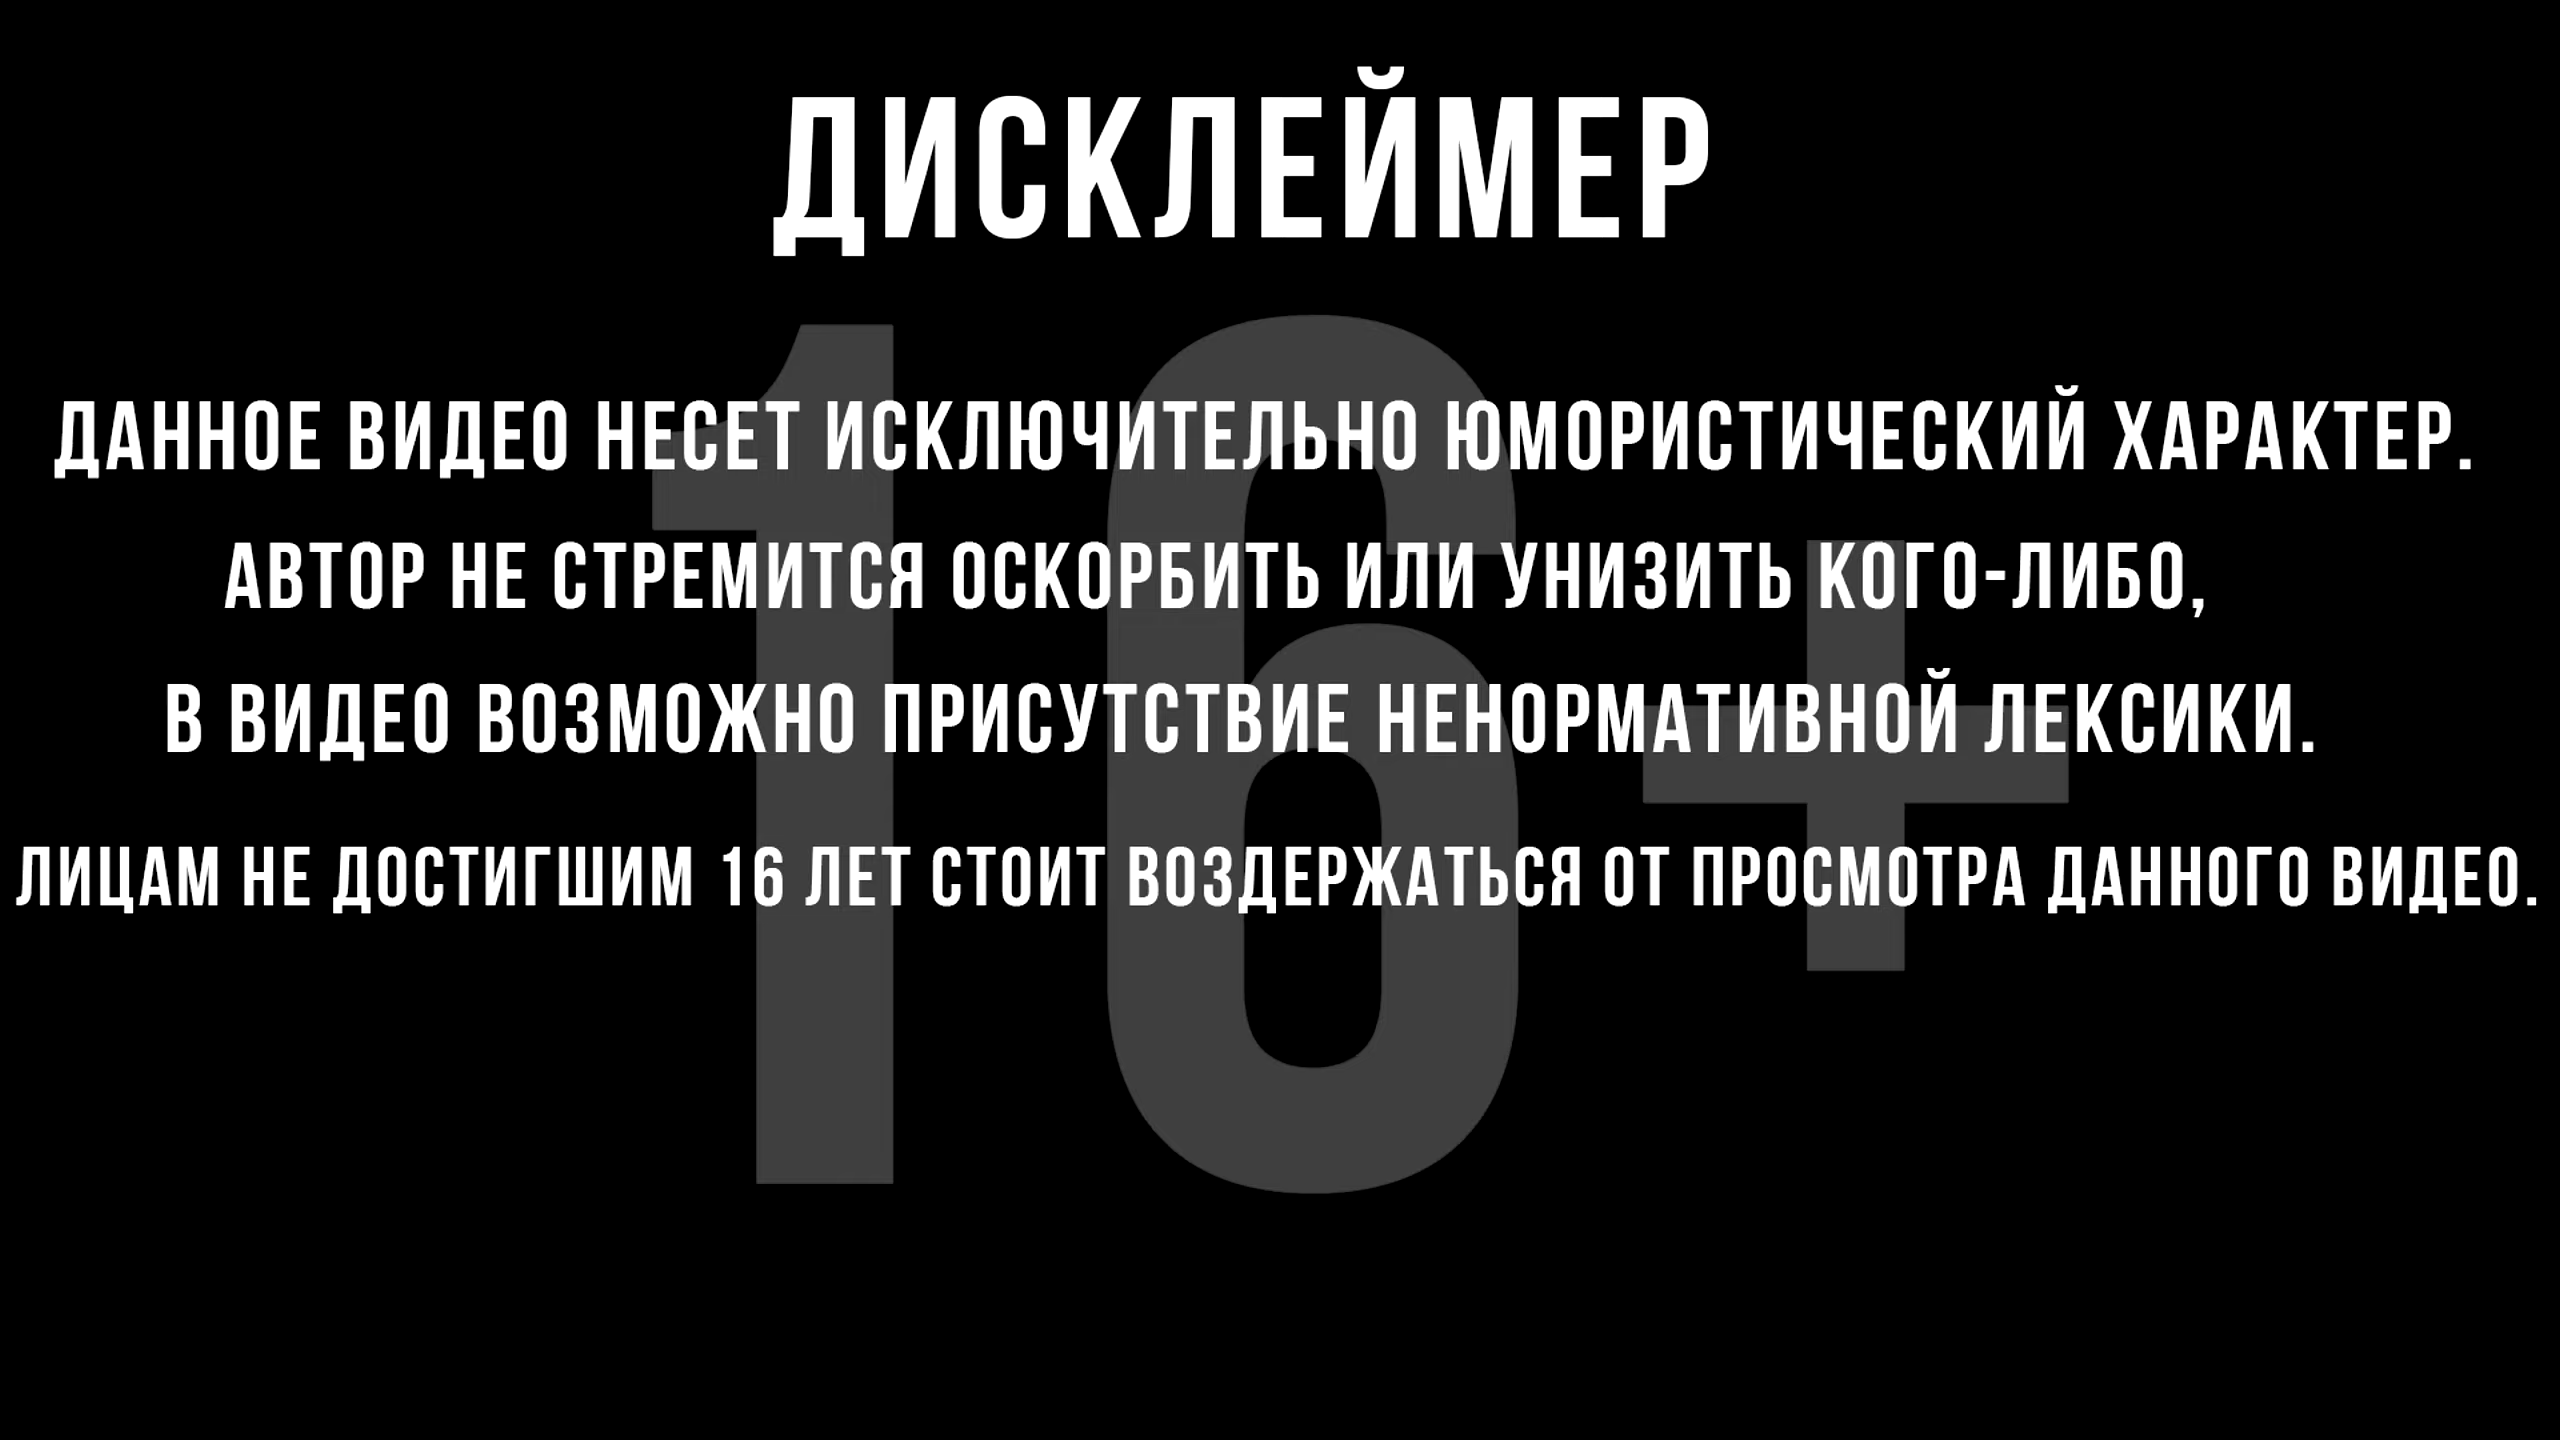 ДИСКЛЕЙМЕР
ДАННОЕ ВИДЕО НЕСЕТ ИСКЛЮЧИТЕЛЬНО ЮМОРИСТИЧЕСКИЙ ХАРАКТЕР.
АВТОР НЕ СТРЕМИТСЯ ОСКОРБИТЬ ИЛИ УНИЗИТЬ КОГО-ЛИБО,
В ВИДЕО ВОЗМОЖНО ПРИСУТСТВИЕ НЕНОРМАТИВНОЙ ЛЕКСИКИ.
ЛИЦАМ НЕ ДОСТИГШИМ 16 ЛЕТ СТОИТ ВОЗДЕРЖАТЬСЯ ОТ ПРОСМОТРА ДАННОГО ВИДЕО.
16+